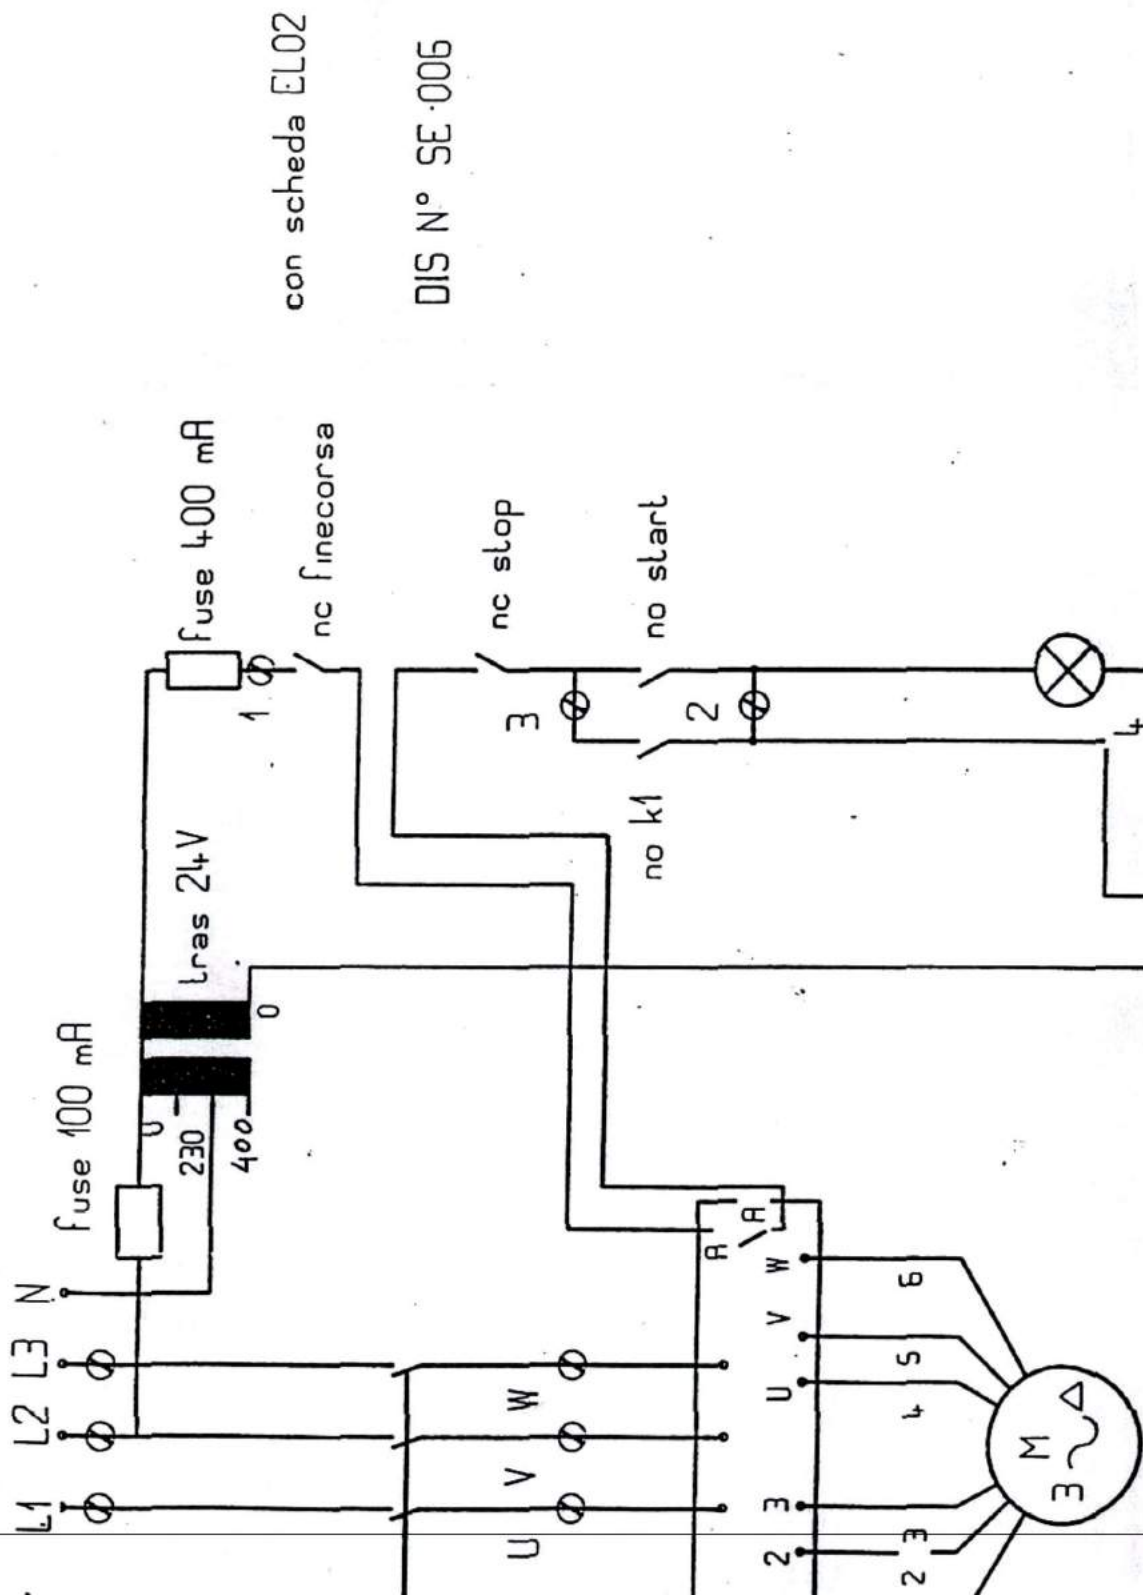 con scheda EL02
DIS N° SE·006
fuse 400 mA
1
nc finecorsa
nc stop
3
no start
2
no k1
4
tras 24V
0
fuse 100 mA
0
230
400
L1 L2 L3 N
U V W
A
A
2 3 U V W
2 3 4 5 6
M
3 ~ Δ